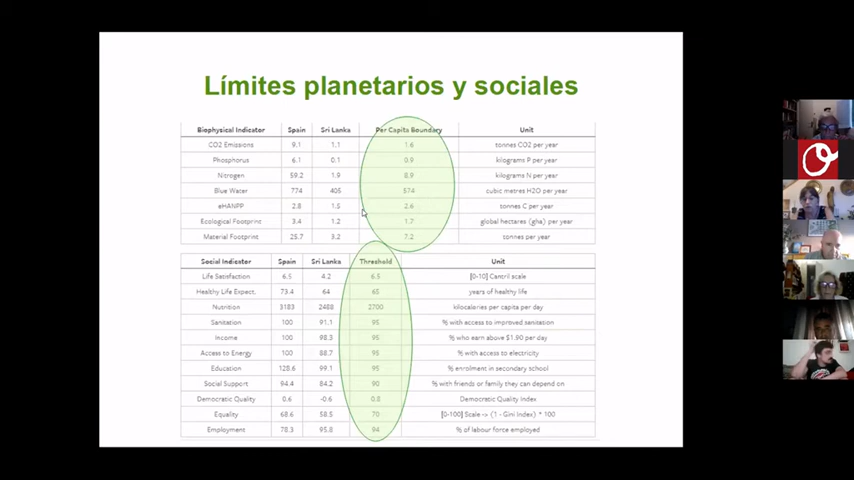 Límites planetarios y sociales
Biophysical Indicator Spain Sri Lanka Per Capita Boundary Unit
CO2 Emissions 9.1 1.1 1.6 tonnes CO2 per year
Phosphorus 6.1 0.1 0.9 kilograms P per year
Nitrogen 59.2 1.9 8.9 kilograms N per year
Blue Water 774 405 574 cubic metres H2O per year
eHANPP 2.8 1.5 2.6 tonnes C per year
Ecological Footprint 3.4 1.2 1.7 global hectares (gha) per year
Material Footprint 25.7 3.2 7.2 tonnes per year
Social Indicator Spain Sri Lanka Threshold Unit
Life Satisfaction 6.5 4.2 6.5 [0-10] Cantril scale
Healthy Life Expect. 73.4 64 65 years of healthy life
Nutrition 3183 2488 2700 kilocalories per capita per day
Sanitation 100 91.1 95 % with access to improved sanitation
Income 100 98.3 95 % who earn above $1.90 per day
Access to Energy 100 88.7 95 % with access to electricity
Education 128.6 99.1 95 % enrolment in secondary school
Social Support 94.4 84.2 90 % with friends or family they can depend on
Democratic Quality 0.6 -0.6 0.8 Democratic Quality Index
Equality 68.6 58.5 70 [0-100] Scale -> (1 - Gini Index) * 100
Employment 78.3 95.8 94 % of labour force employed